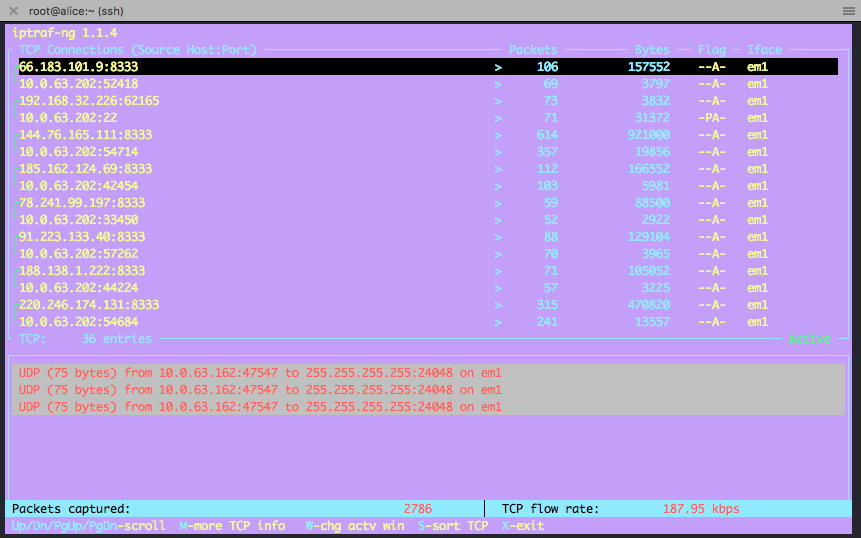 root@alice:~ (ssh)
iptraf-ng 1.1.4
TCP Connections (Source Host:Port) Packets Bytes Flag Iface
66.183.101.9:8333 > 106 157552 --A- em1
10.0.63.202:52418 > 69 3797 --A- em1
192.168.32.226:62165 > 73 3832 --A- em1
10.0.63.202:22 > 71 31372 -PA- em1
144.76.165.111:8333 > 614 921000 --A- em1
10.0.63.202:54714 > 357 19856 --A- em1
185.162.124.69:8333 > 112 166552 --A- em1
10.0.63.202:42454 > 103 5981 --A- em1
78.241.99.197:8333 > 59 88500 --A- em1
10.0.63.202:33450 > 52 2922 --A- em1
91.223.133.40:8333 > 88 129104 --A- em1
10.0.63.202:57262 > 70 3965 --A- em1
188.138.1.222:8333 > 71 105052 --A- em1
10.0.63.202:44224 > 57 3225 --A- em1
220.246.174.131:8333 > 315 470820 --A- em1
10.0.63.202:54684 > 241 13557 --A- em1
TCP: 36 entries Active
UDP (75 bytes) from 10.0.63.162:47547 to 255.255.255.255:24048 on em1
UDP (75 bytes) from 10.0.63.162:47547 to 255.255.255.255:24048 on em1
UDP (75 bytes) from 10.0.63.162:47547 to 255.255.255.255:24048 on em1
Packets captured: 2786 TCP flow rate: 187.95 kbps
Up/Dn/PgUp/PgDn-scroll M-more TCP info W-chg actv win S-sort TCP X-exit